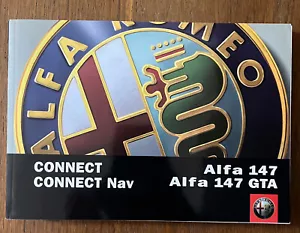 ALFA ROMEO
CONNECT
CONNECT Nav
Alfa 147
Alfa 147 GTA